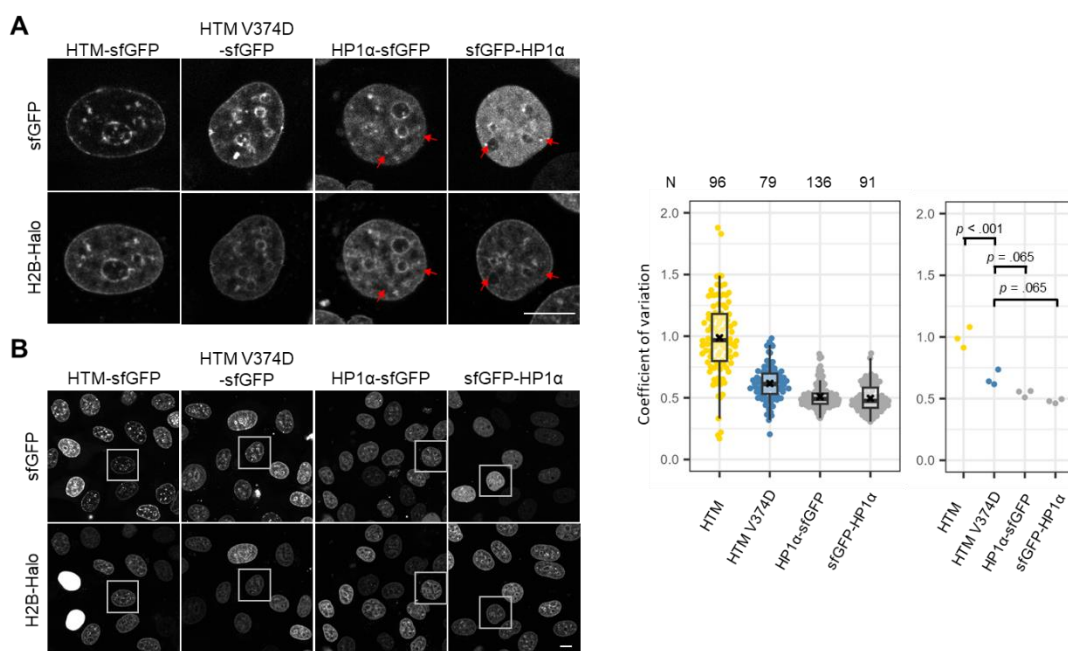 A
HTM-sfGFP
HTM V374D
-sfGFP
HP1α-sfGFP
sfGFP-HP1α
sfGFP
H2B-Halo
B
HTM-sfGFP
HTM V374D
-sfGFP
HP1α-sfGFP
sfGFP-HP1α
sfGFP
H2B-Halo
N 96 79 136 91
Coefficient of variation
2.0
1.5
1.0
0.5
0.0
HTM
HTM V374D
HP1α-sfGFP
sfGFP-HP1α
2.0
1.5
1.0
0.5
0.0
p < .001
p = .065
p = .065
HTM
HTM V374D
HP1α-sfGFP
sfGFP-HP1α